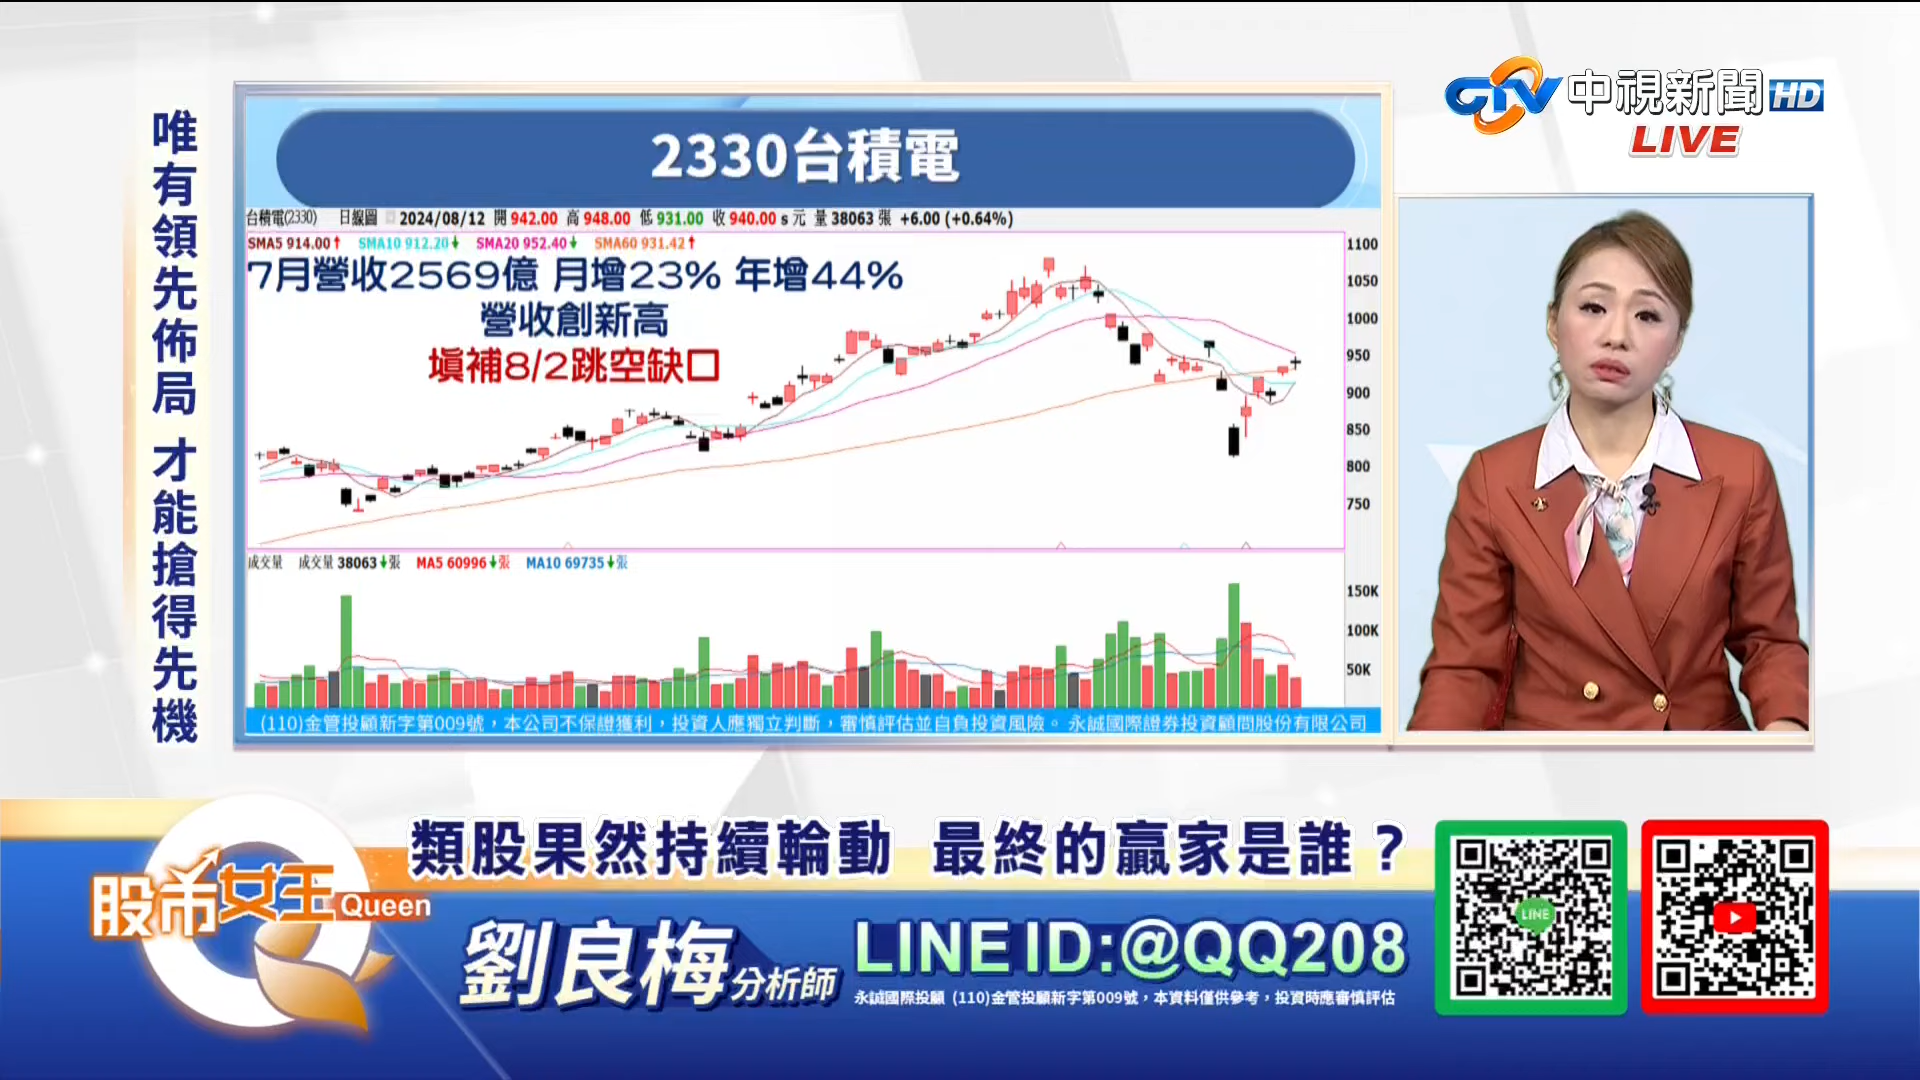 唯有領先佈局 才能搶得先機
2330台積電
台積電(2330) 日線圖 2024/08/12 開 942.00 高 948.00 低 931.00 收 940.00 s 元 量 38063 張 +6.00 (+0.64%)
SMA5 914.00↑ SMA10 912.20↓ SMA20 952.40↓ SMA60 931.42↑
7月營收2569億 月增23% 年增44%
營收創新高
填補8/2跳空缺口
1100
1050
1000
950
900
850
800
750
成交量 成交量 38063↓張 MA5 60996↓張 MA10 69735↓張
150K
100K
50K
(110)金管投顧新字第009號，本公司不保證獲利，投資人應獨立判斷，審慎評估並自負投資風險。 永誠國際證券投資顧問股份有限公司
CTV 中視新聞 HD
LIVE
類股果然持續輪動 最終的贏家是誰？
股市女王 Queen
劉良梅 分析師
LINE ID:@QQ208
永誠國際投顧 (110)金管投顧新字第009號，本資料僅供參考，投資時應審慎評估
LINE